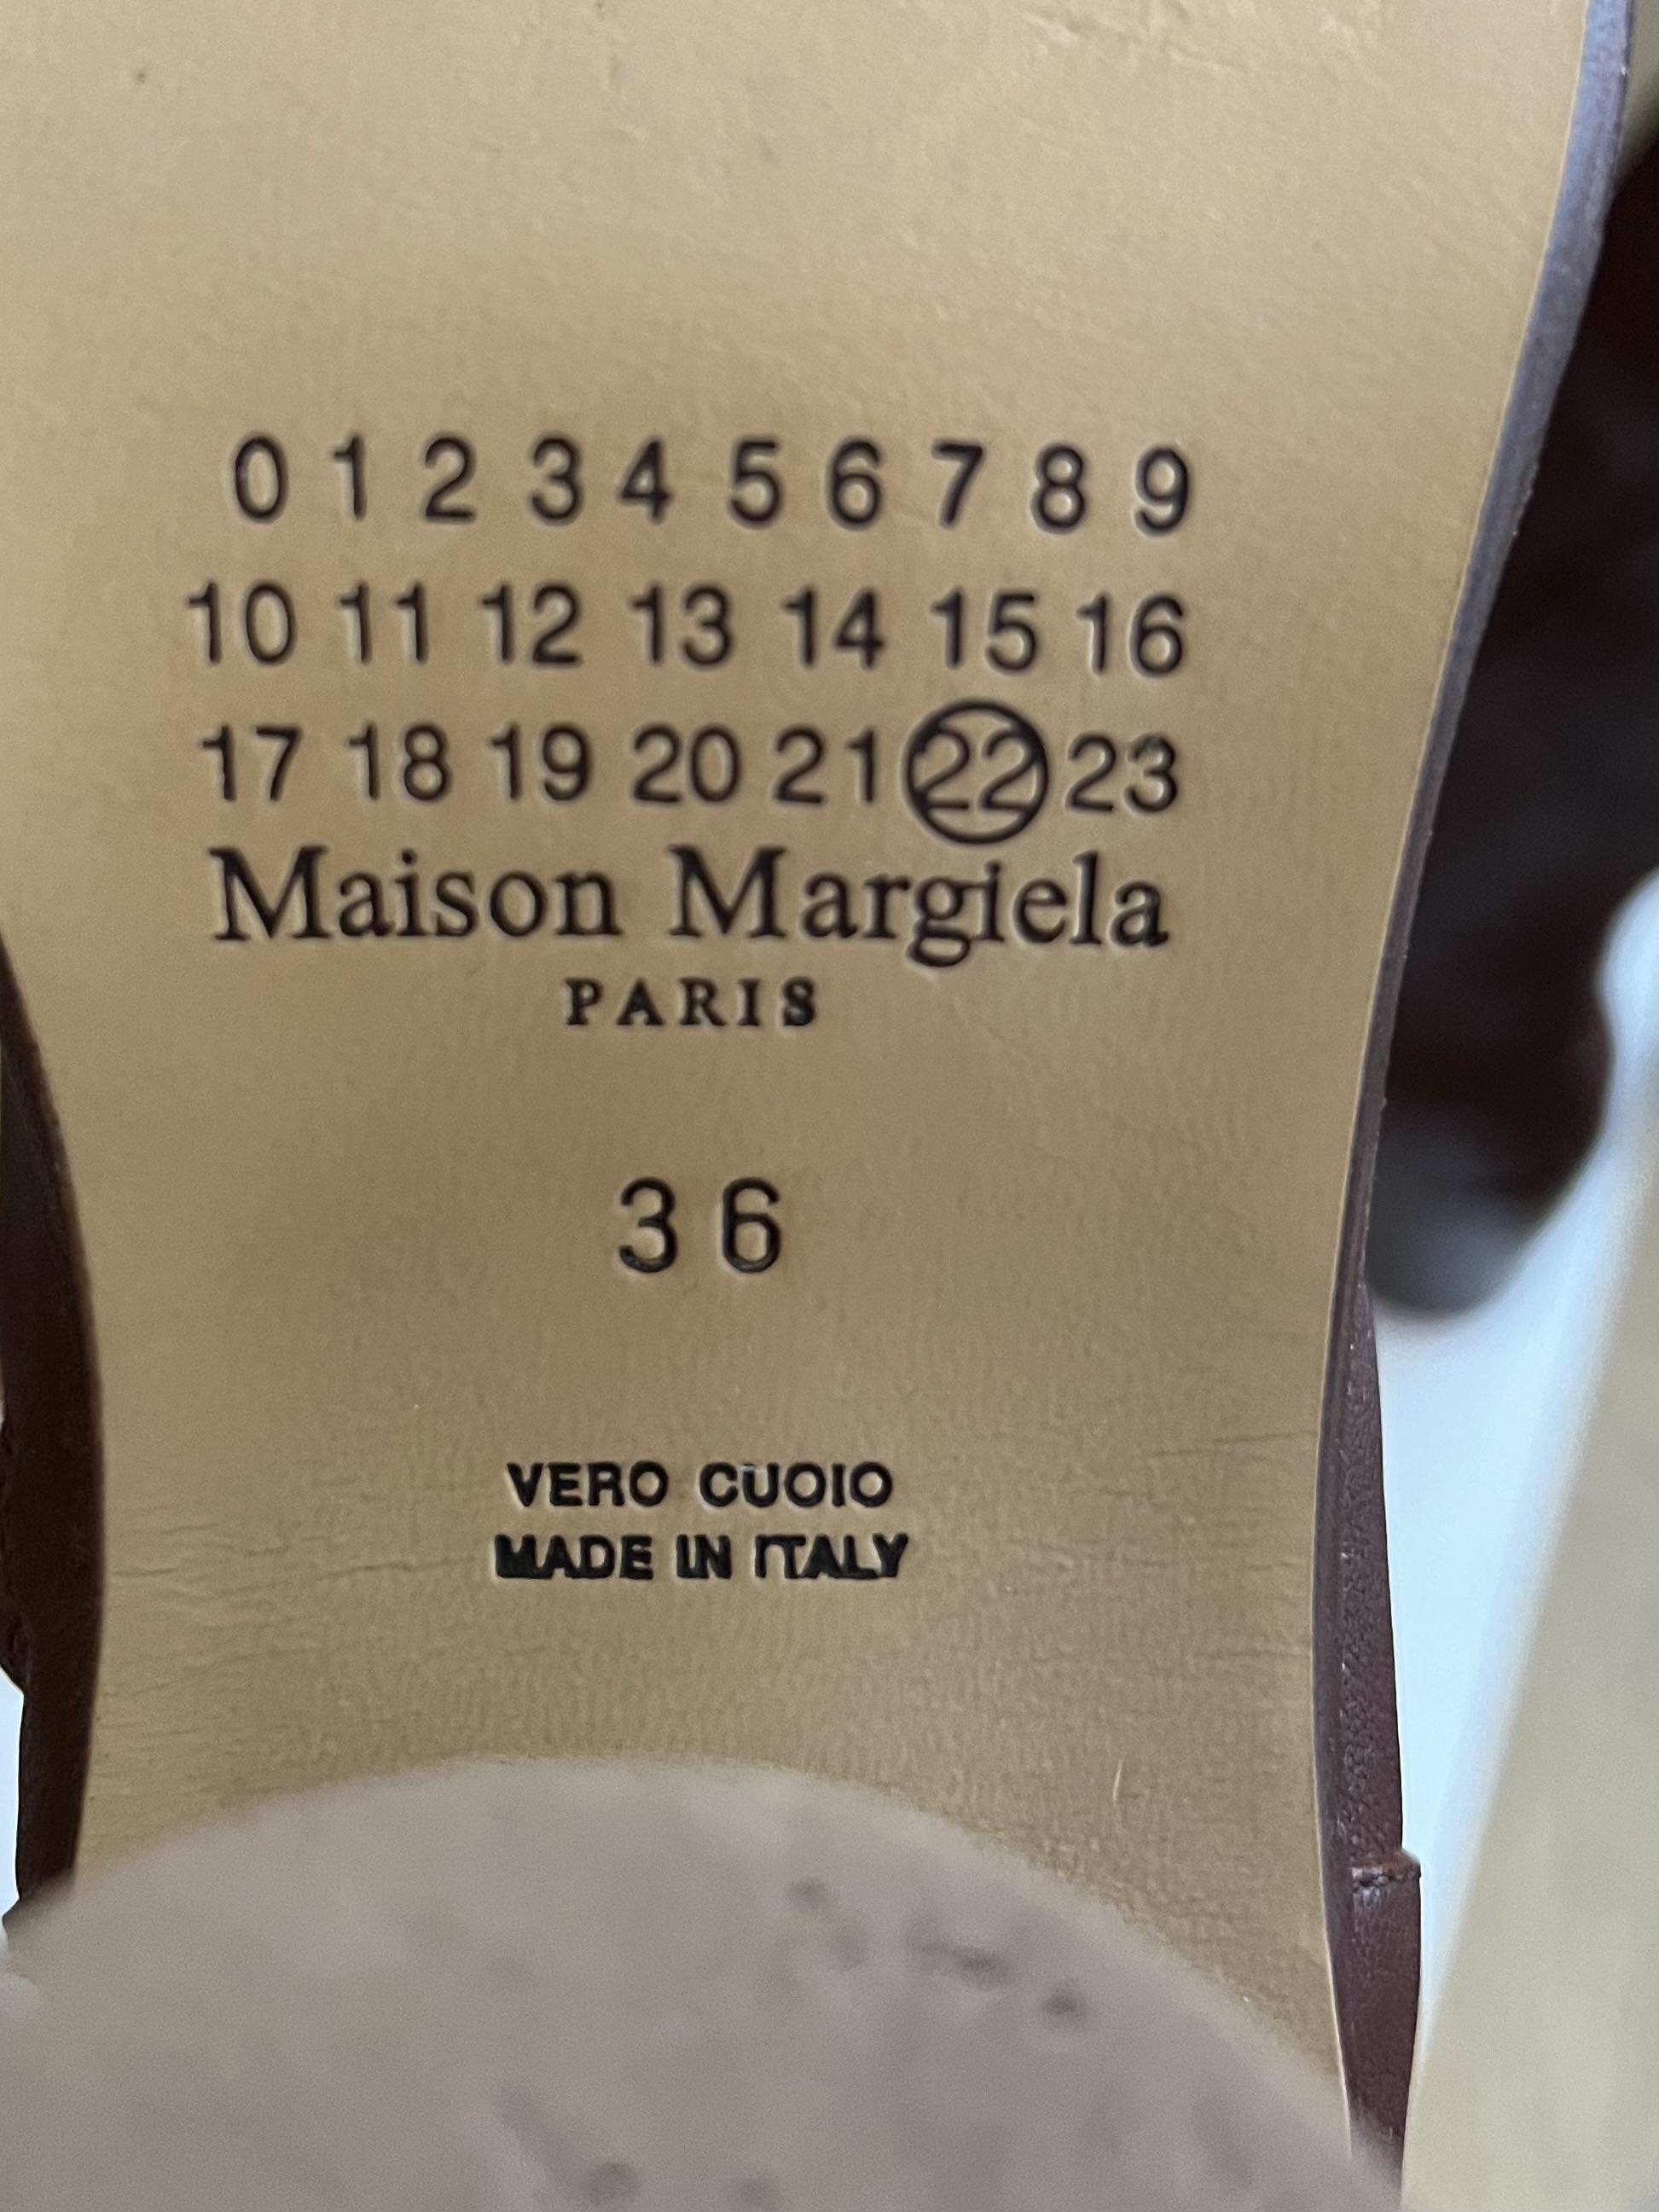 0 1 2 3 4 5 6 7 8 9
10 11 12 13 14 15 16
17 18 19 20 21 22 23
Maison Margiela
PARIS
36
VERO CUOIO
MADE IN ITALY